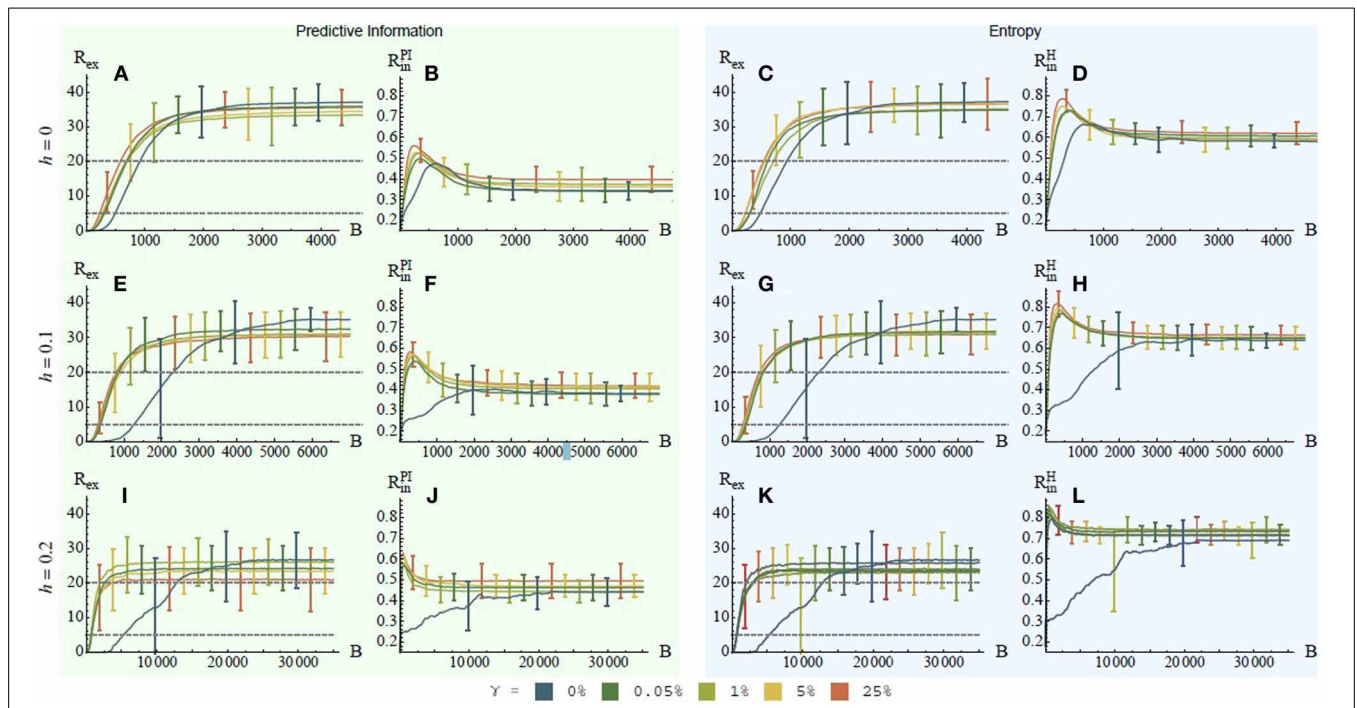 Predictive Information
Entropy
R_ex A
R_in^PI B
R_ex C
R_in^H D
h = 0
40
30
20
10
0
1000 2000 3000 4000 B
0.8
0.7
0.6
0.5
0.4
0.3
0.2
1000 2000 3000 4000 B
40
30
20
10
0
1000 2000 3000 4000 B
0.8
0.7
0.6
0.5
0.4
0.3
0.2
1000 2000 3000 4000 B
R_ex E
R_in^PI F
R_ex G
R_in^H H
h = 0.1
40
30
20
10
0
1000 2000 3000 4000 5000 6000 B
0.8
0.7
0.6
0.5
0.4
0.3
0.2
1000 2000 3000 4000 5000 6000 B
40
30
20
10
0
1000 2000 3000 4000 5000 6000 B
0.8
0.7
0.6
0.5
0.4
0.3
0.2
1000 2000 3000 4000 5000 6000 B
R_ex I
R_in^PI J
R_ex K
R_in^H L
h = 0.2
40
30
20
10
0
10000 20000 30000 B
0.8
0.7
0.6
0.5
0.4
0.3
0.2
10000 20000 30000 B
40
30
20
10
0
10000 20000 30000 B
0.8
0.7
0.6
0.5
0.4
0.3
0.2
10000 20000 30000 B
γ = 0% 0.05% 1% 5% 25%